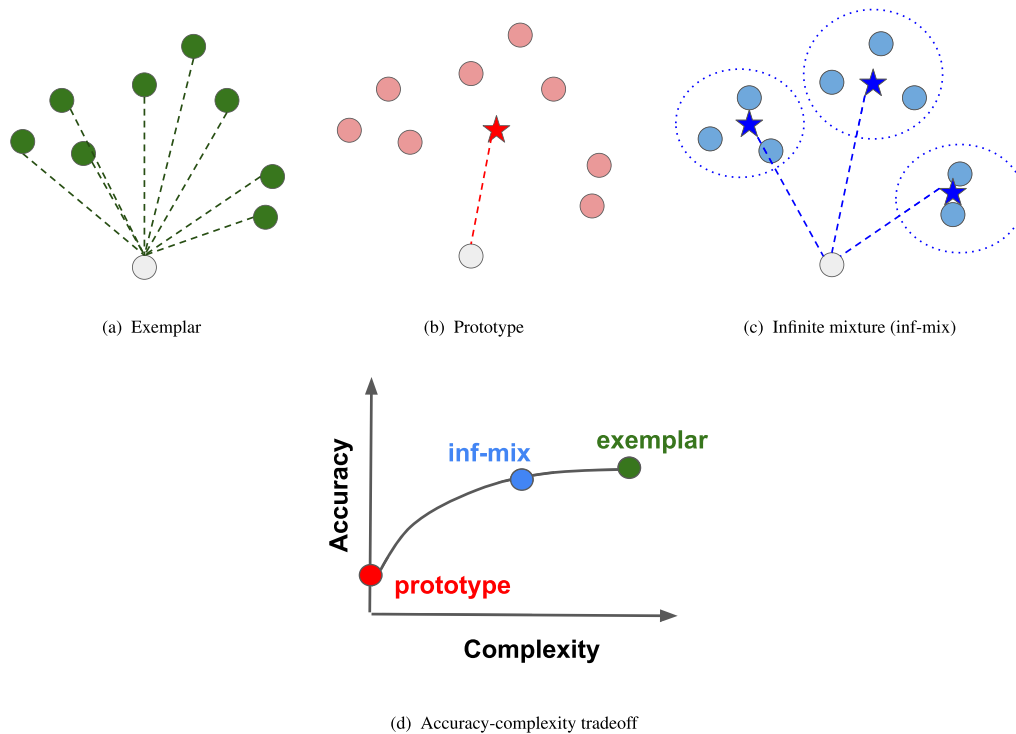 (a) Exemplar
(b) Prototype
(c) Infinite mixture (inf-mix)
exemplar
inf-mix
Accuracy
prototype
Complexity
(d) Accuracy-complexity tradeoff